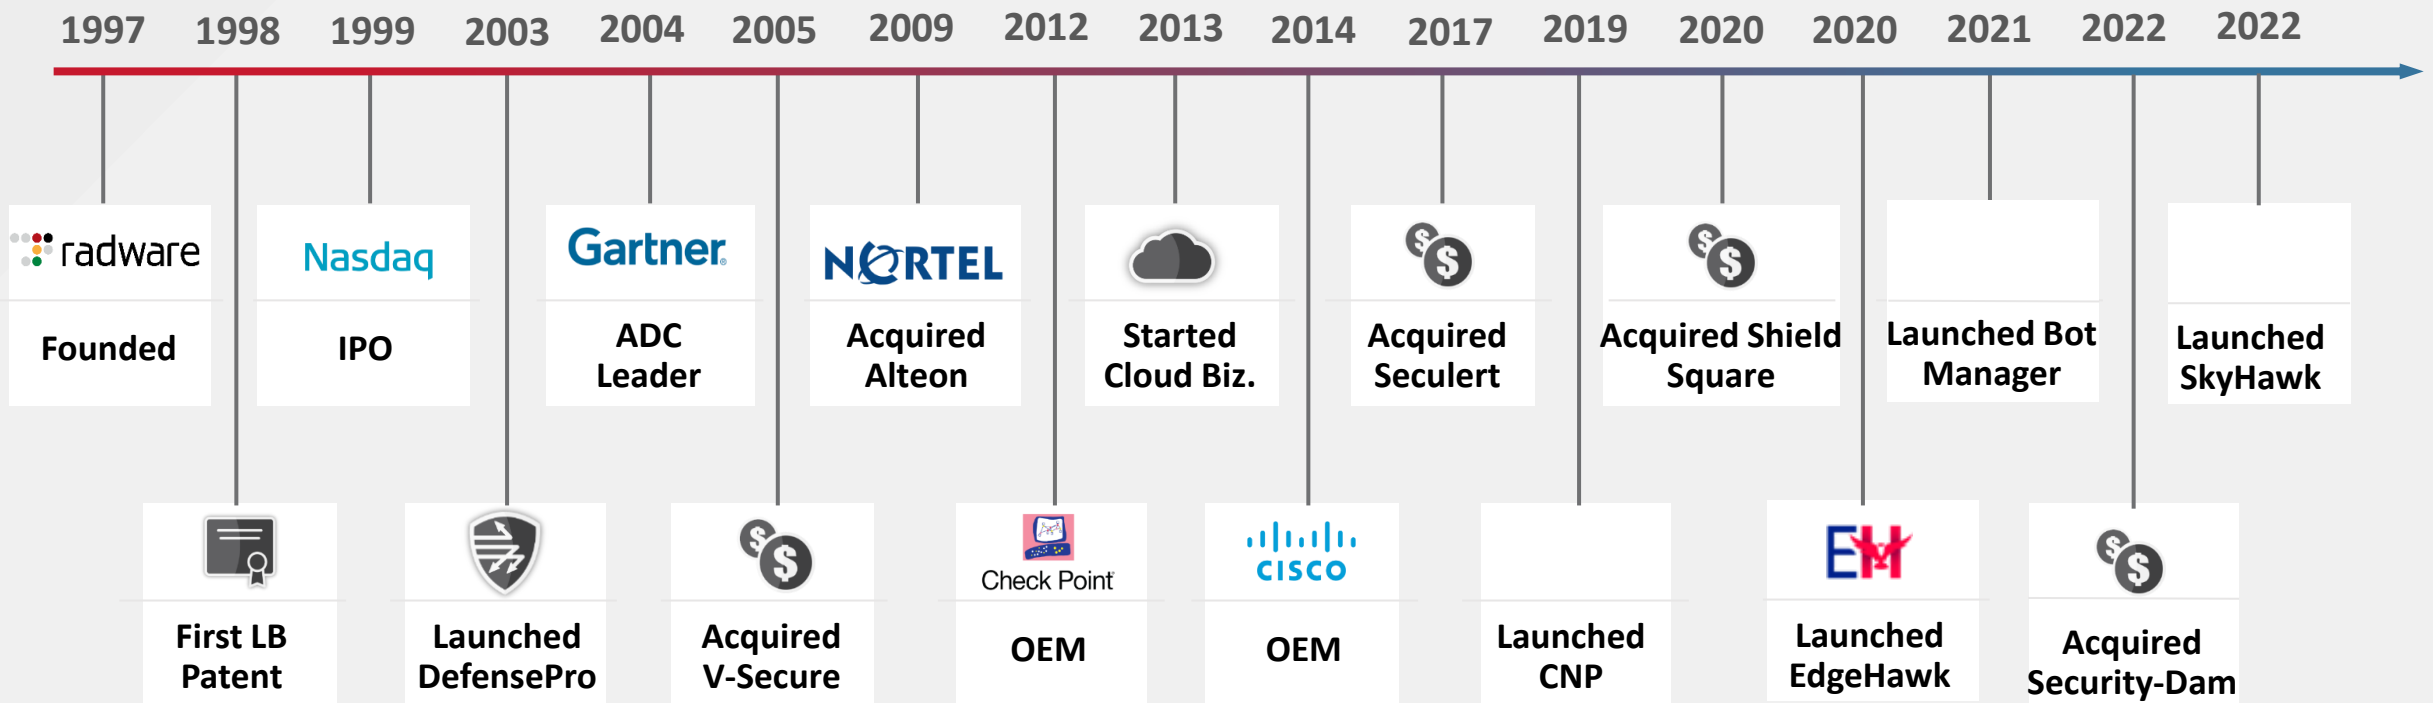 1997 1998 1999 2003 2004 2005 2009 2012 2013 2014 2017 2019 2020 2020 2021 2022 2022
radware
Founded
Nasdaq
IPO
Gartner®
ADC
Leader
NORTEL
Acquired
Alteon
Started
Cloud Biz.
$ $
Acquired
Seculert
$ $
Acquired Shield
Square
Launched Bot
Manager
Launched
SkyHawk
First LB
Patent
Launched
DefensePro
$ $
Acquired
V-Secure
Check Point
OEM
CISCO
OEM
Launched
CNP
EH
Launched
EdgeHawk
$ $
Acquired
Security-Dam